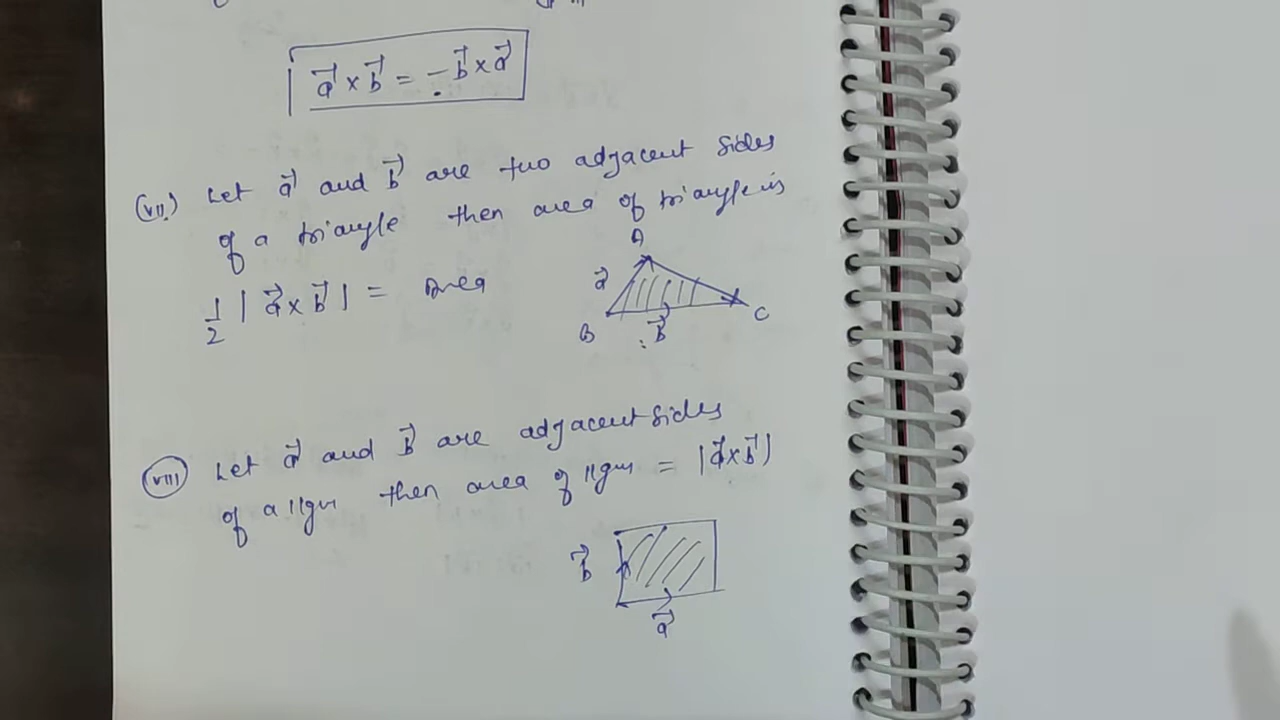 a⃗ × b⃗ = - b⃗ × a⃗
(vii) Let a⃗ and b⃗ are two adjacent sides
of a triangle then area of triangle is
1/2 | a⃗ × b⃗ | = Area
A
a⃗
B
b⃗
C
(viii) Let a⃗ and b⃗ are adjacent sides
of a ||gm then area of ||gm = |a⃗×b⃗|
b⃗
a⃗